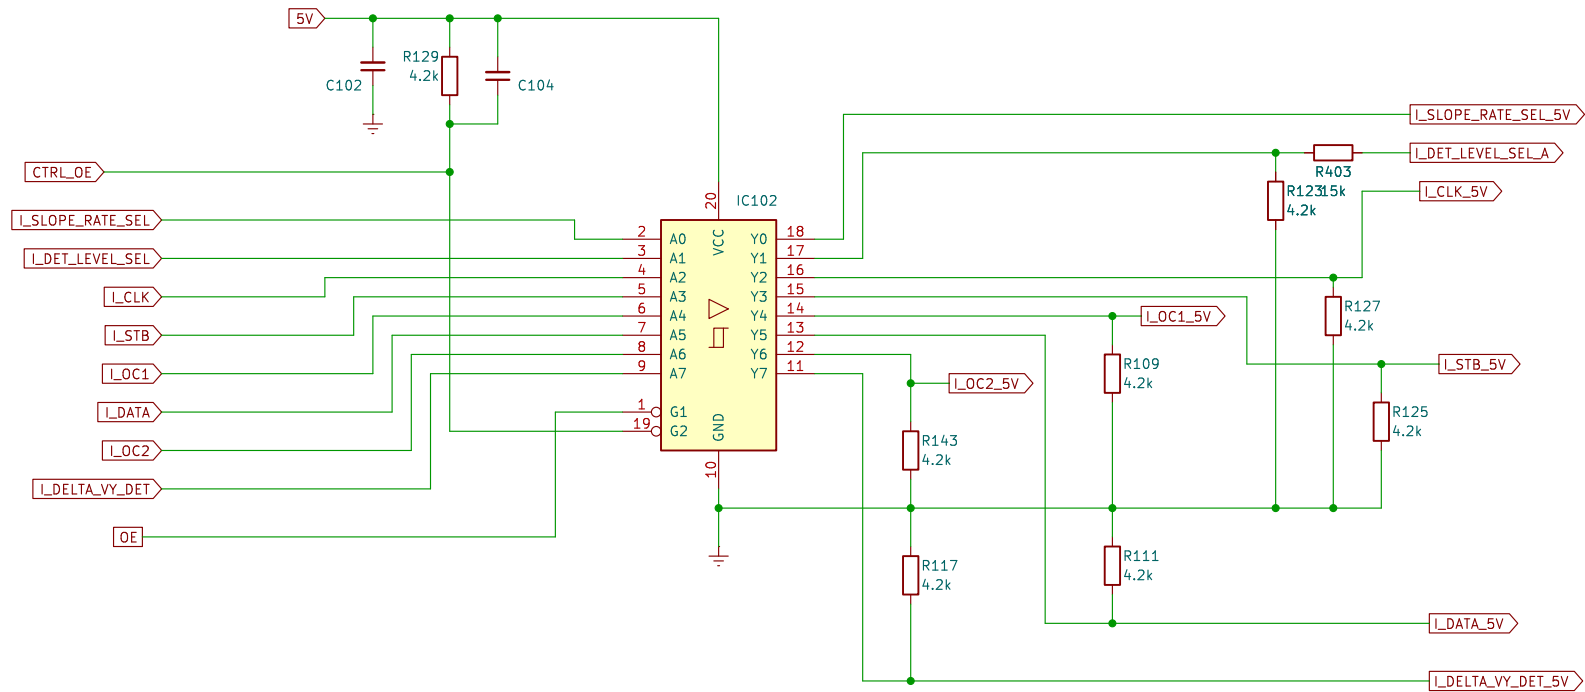 5V
R129
4.2k
C102
C104
I_SLOPE_RATE_SEL_5V
I_DET_LEVEL_SEL_A
R403
15k
R123
4.2k
I_CLK_5V
CTRL_OE
IC102
20
VCC
I_SLOPE_RATE_SEL
I_DET_LEVEL_SEL
I_CLK
I_STB
I_OC1
I_DATA
I_OC2
I_DELTA_VY_DET
OE
2 A0 Y0 18
3 A1 Y1 17
4 A2 Y2 16
5 A3 Y3 15
6 A4 Y4 14
7 A5 Y5 13
8 A6 Y6 12
9 A7 Y7 11
1 G1
19 G2
GND
10
I_OC1_5V
R127
4.2k
R109
4.2k
I_STB_5V
I_OC2_5V
R125
4.2k
R143
4.2k
R117
4.2k
R111
4.2k
I_DATA_5V
I_DELTA_VY_DET_5V